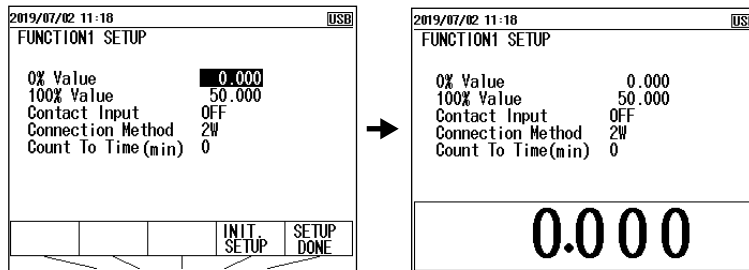 2019/07/02 11:18 USB
FUNCTION1 SETUP
0% Value 0.000
100% Value 50.000
Contact Input OFF
Connection Method 2W
Count To Time(min) 0
INIT. SETUP
SETUP DONE
2019/07/02 11:18 US
FUNCTION1 SETUP
0% Value 0.000
100% Value 50.000
Contact Input OFF
Connection Method 2W
Count To Time(min) 0
0.000